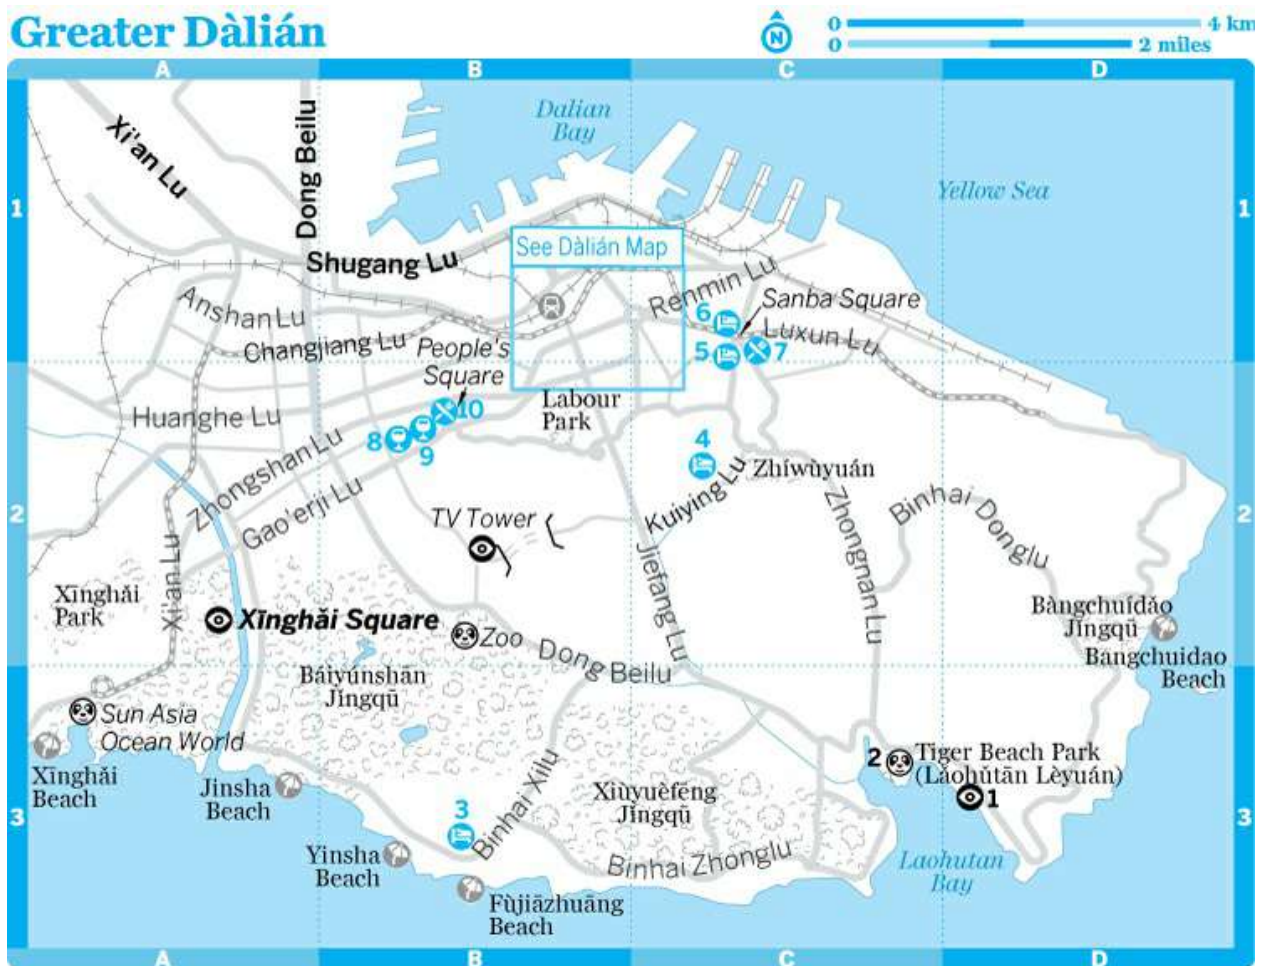 Greater Dàlián
N
0 4 km
0 2 miles
A B C D
Dalian
Bay
Xi'an Lu
Dong Beilu
Yellow Sea
1 1
See Dàlián Map
Shugang Lu
Renmin Lu
Sanba Square
Anshan Lu
6
Luxun Lu
Changjiang Lu
People's
Square
5
7
Labour
Park
Huanghe Lu
10
8
9
4
Zhongshan Lu
Zhíwùyuán
Gao'erji Lu
Kuiying Lu
Binhai Donglu
2 2
TV Tower
Zhongnan Lu
Jiefang Lu
Xi'an Lu
Xīnghǎi
Park
Xīnghǎi Square
Bàngchuídǎo
Jǐngqū
Zoo
Dong Beilu
Bangchuidao
Beach
Báiyúnshān
Jǐngqū
Sun Asia
Ocean World
2
Tiger Beach Park
(Lǎohǔtān Lèyuán)
Xīnghǎi
Beach
Jinsha
Beach
1
Binhai Xilu
Xiùyuèfēng
Jǐngqū
3 3
3
Yinsha
Beach
Binhai Zhonglu
Laohutan
Bay
Fùjiāzhuāng
Beach
A B C D